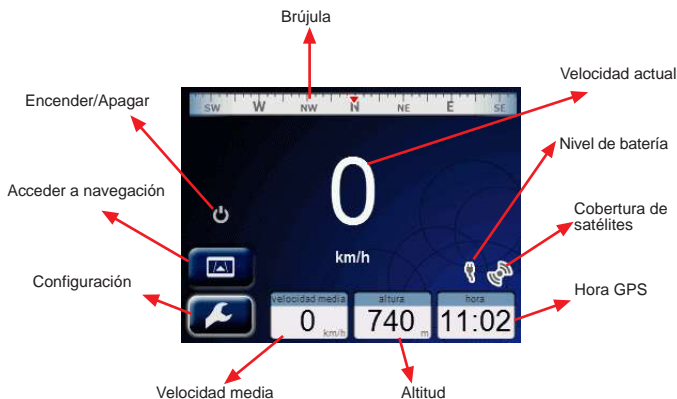 Brújula
Velocidad actual
Encender/Apagar
Nivel de batería
Acceder a navegación
Cobertura de
satélites
Configuración
Hora GPS
Velocidad media
Altitud
SW W NW N NE E SE
0
km/h
velocidad media
0
km/h
altura
740
m
hora
11:02